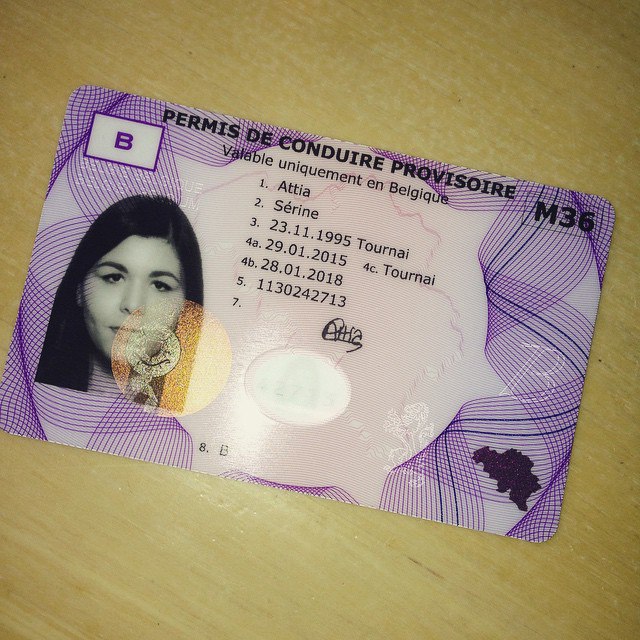 B
PERMIS DE CONDUIRE PROVISOIRE
Valable uniquement en Belgique
M36
1. Attia
2. Sérine
3. 23.11.1995 Tournai
4a. 29.01.2015 4c. Tournai
4b. 28.01.2018
5. 1130242713
7.
Attia
8. B